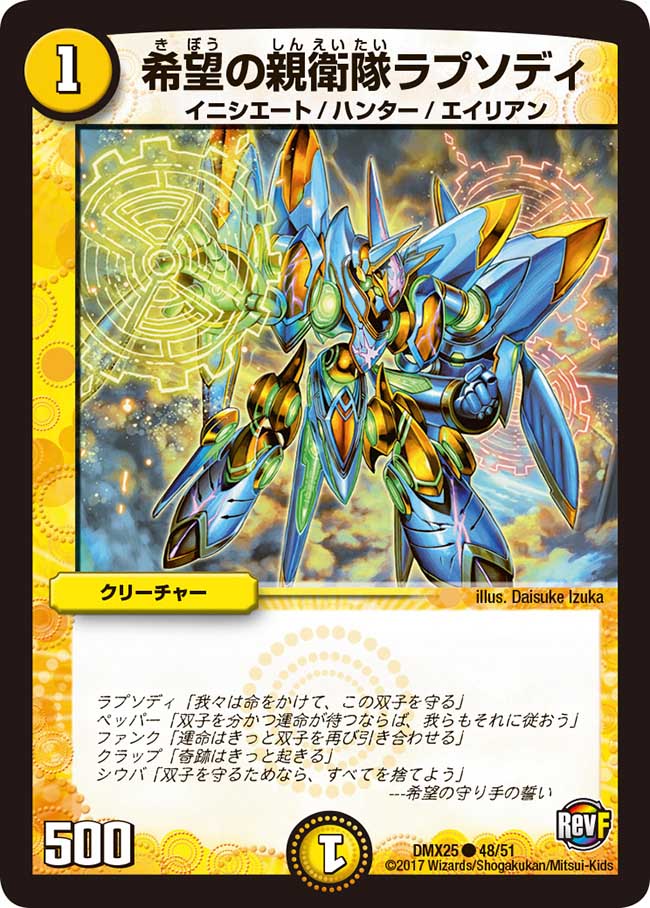 1
きぼう しんえいたい
希望の親衛隊ラプソディ
イニシエート / ハンター / エイリアン
クリーチャー
illus. Daisuke Izuka
ラプソディ「我々は命をかけて、この双子を守る」
ペッパー「双子を分かつ運命が待つならば、我らもそれに従おう」
ファンク「運命はきっと双子を再び引き合わせる」
クラップ「奇跡はきっと起きる」
シウバ「双子を守るためなら、すべてを捨てよう」
---希望の守り手の誓い
RevF
500
1
DMX25 ● 48/51
©2017 Wizards/Shogakukan/Mitsui-Kids